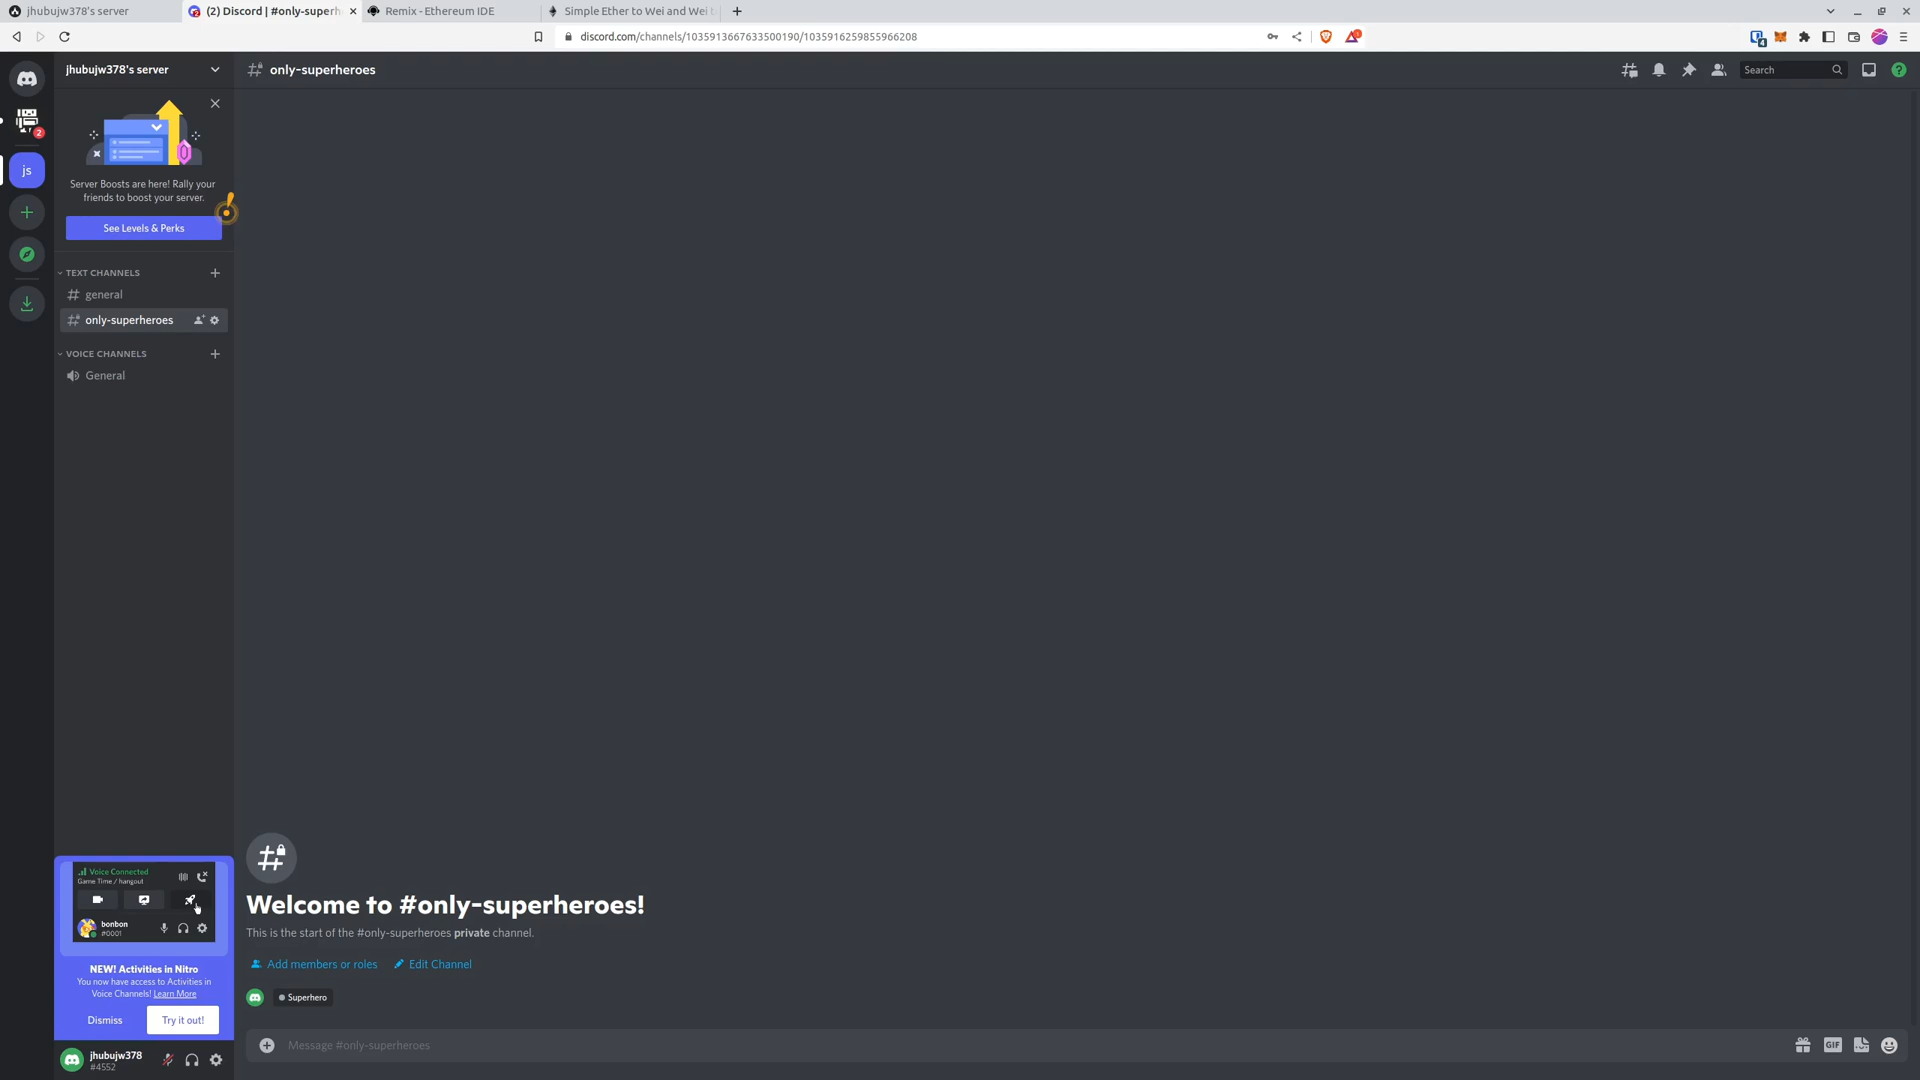 jhubujw378's server
(2) Discord | #only-superh
Remix - Ethereum IDE
Simple Ether to Wei and Wei t
discord.com/channels/1035913667633500190/1035916259855966208
4
1
jhubujw378's server
only-superheroes
Search
2
js
Server Boosts are here! Rally your
friends to boost your server.
See Levels & Perks
TEXT CHANNELS
general
only-superheroes
VOICE CHANNELS
General
Welcome to #only-superheroes!
This is the start of the #only-superheroes private channel.
Add members or roles
Edit Channel
Superhero
Message #only-superheroes
GIF
Voice Connected
Game Time / hangout
bonbon
#0001
NEW! Activities in Nitro
You now have access to Activities in
Voice Channels! Learn More
Dismiss
Try it out!
jhubujw378
#4552